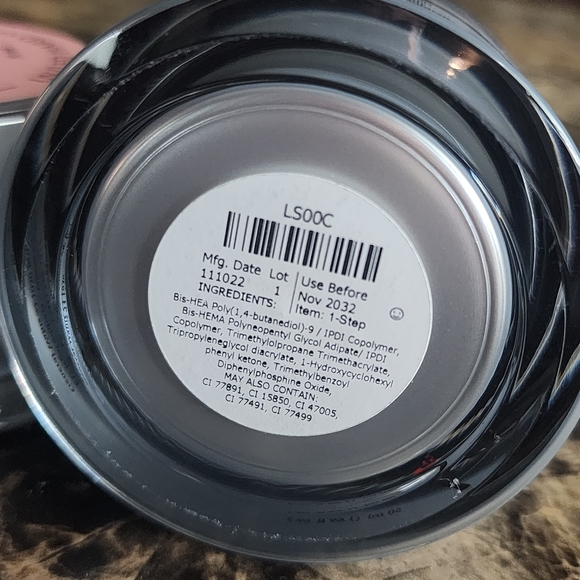 LS00C
Mfg. Date Lot
111022 1
Use Before
Nov 2032
Item: 1-Step
INGREDIENTS:
Bis-HEA Poly(1,4-butanediol)-9 / IPDI Copolymer,
Bis-HEMA Polyneopentyl Glycol Adipate/ IPDI
Copolymer, Trimethylolpropane Trimethacrylate,
Tripropyleneglycol diacrylate, 1-Hydroxycyclohexyl
phenyl ketone, Trimethylbenzoyl
Diphenylphosphine Oxide,
MAY ALSO CONTAIN:
CI 77891, CI 15850, CI 47005,
CI 77491, CI 77499